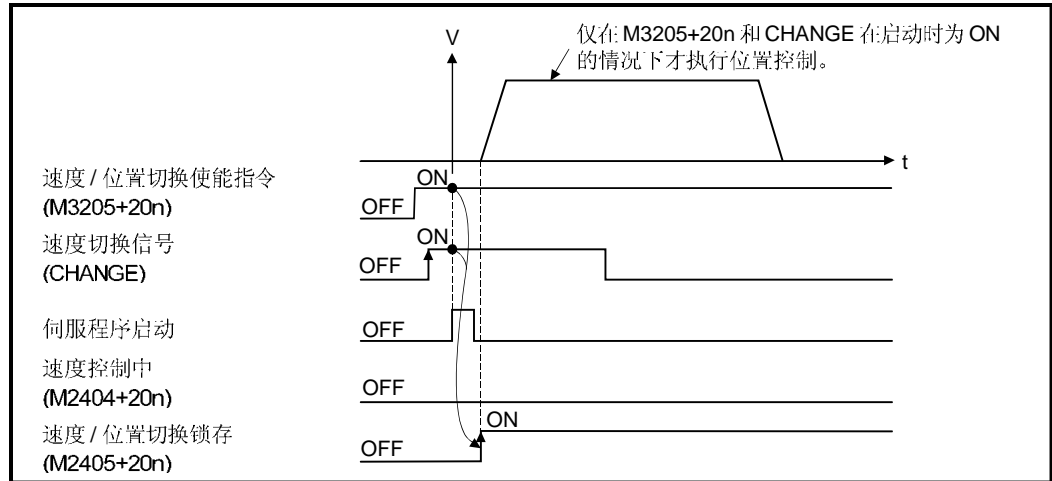 V
仅在 M3205+20n 和 CHANGE 在启动时为 ON
的情况下才执行位置控制。
t
速度 / 位置切换使能指令
(M3205+20n)
ON
OFF
速度切换信号
(CHANGE)
ON
OFF
伺服程序启动
OFF
速度控制中
(M2404+20n)
OFF
速度 / 位置切换锁存
(M2405+20n)
ON
OFF